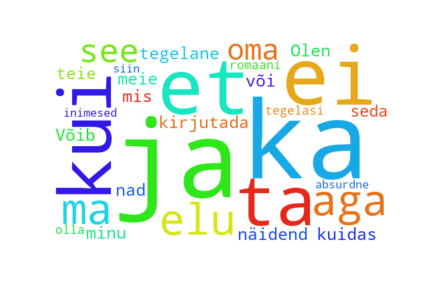 see tegelane oma Olen
romaani
teie siin meie et või ei
mis tegelasi seda
inimesed kirjutada
kui Võib ja ka
nad absurdne
ma elu ta aga
olla minu näidend kuidas